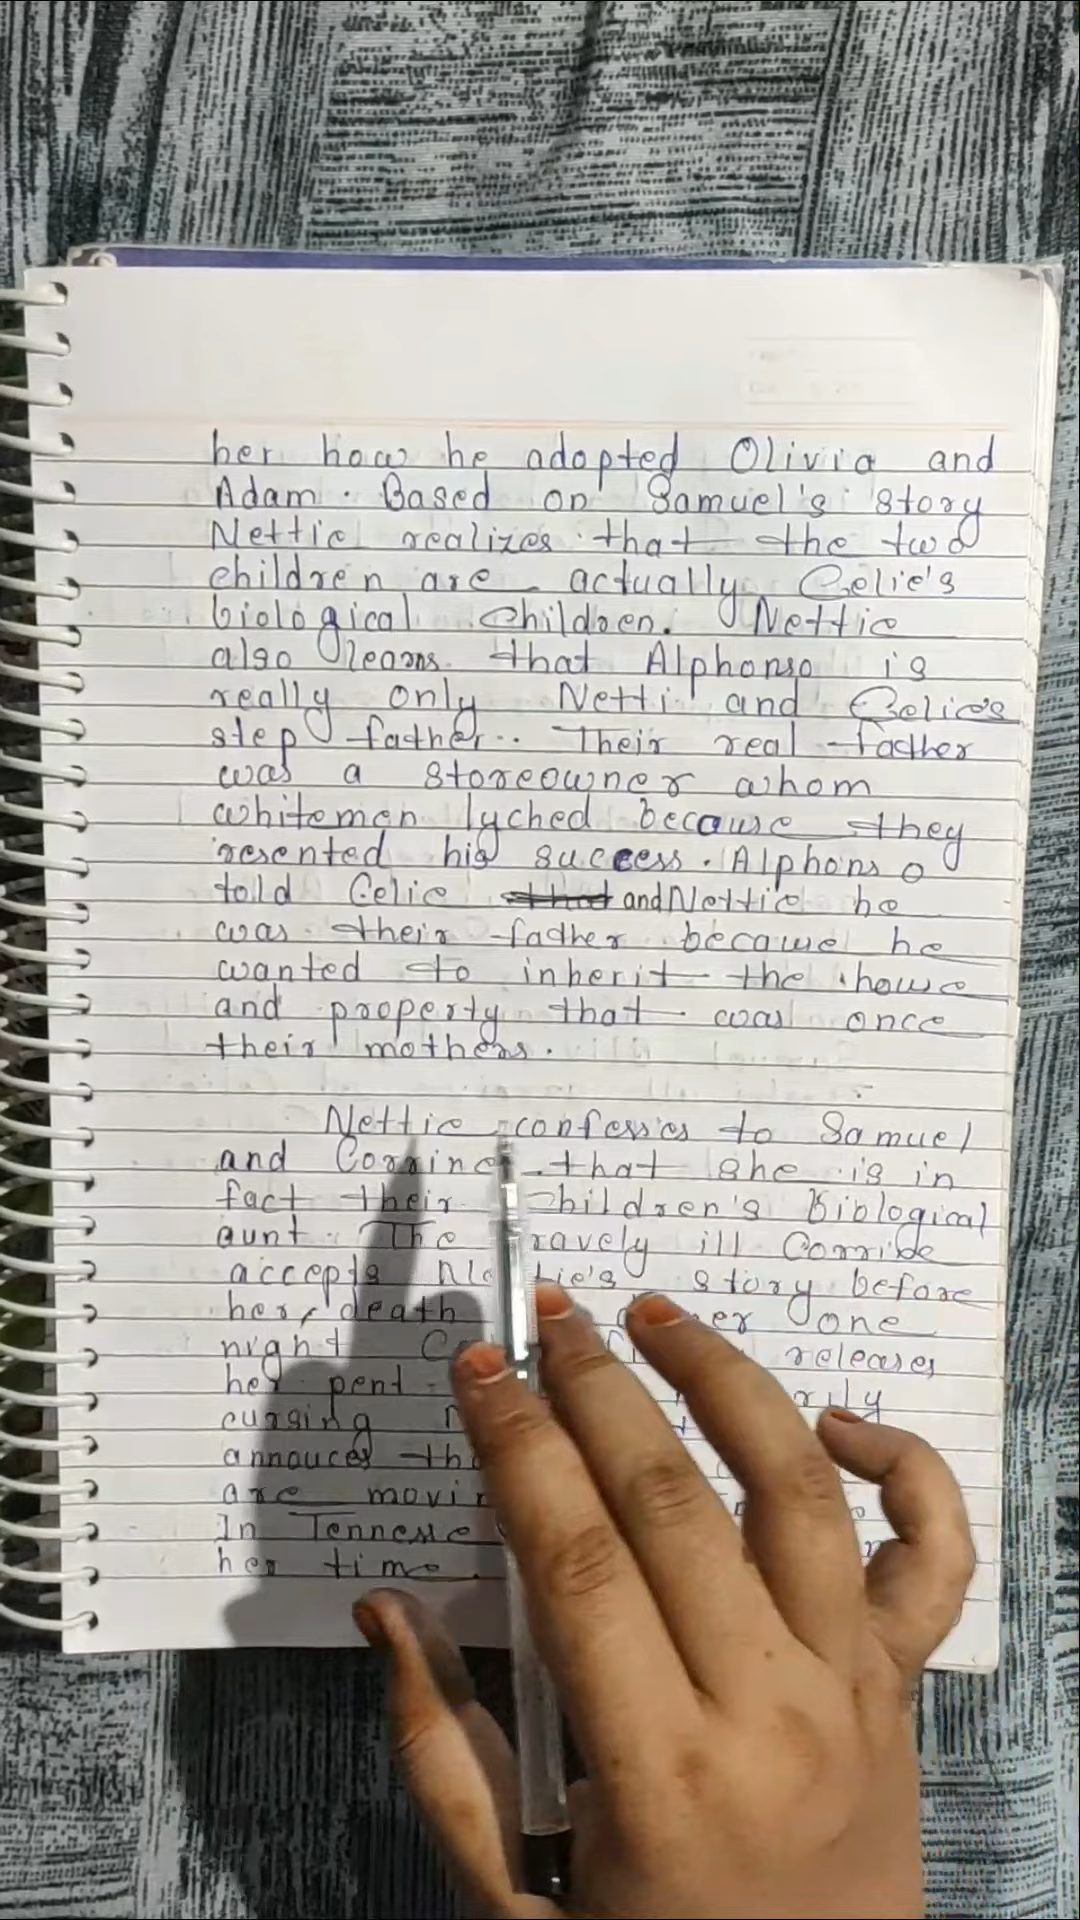 her how he adopted Olivia and
Adam. Based on Samuel's story
Nettie realizes that the two
children are actually Celie's
biological children. Nettie
also learns that Alphonso is
really only Netti and Celie's
step father. Their real father
was a storeowner whom
whitemen lyched because they
resented his success. Alphonso
told Celie that and Nettie he
was their father because he
wanted to inherit the house
and property that was once
their mothers.
Nettie confesses to Samuel
and Corrine that she is in
fact their children's Biological
aunt. The ill Corride
accepts story before
her death one
night releases
her pent
cursing
annouces
are
In Tennesse
her time.